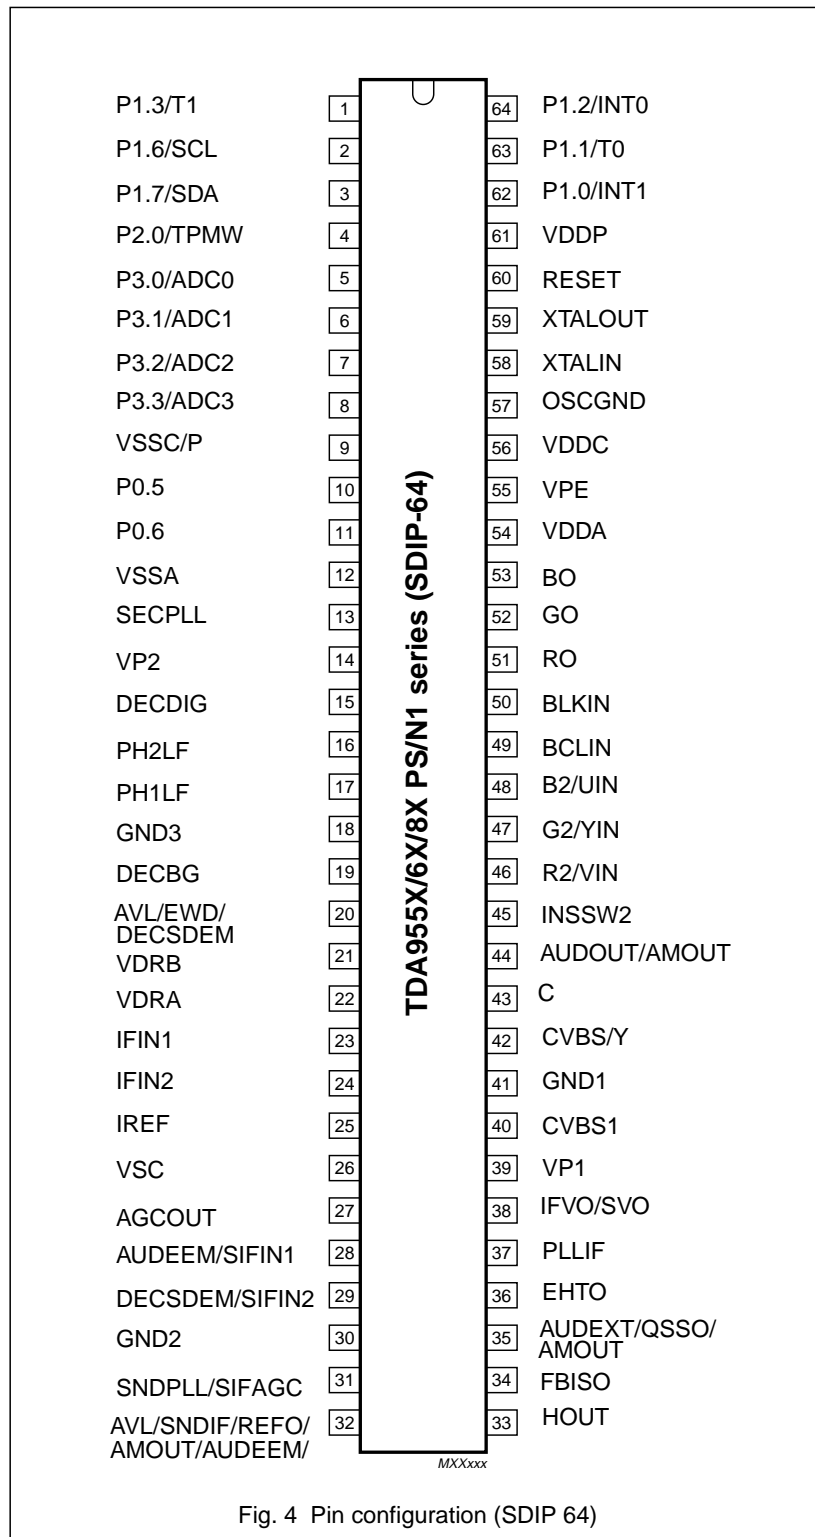 P1.3/T1 1 64 P1.2/INT0
P1.6/SCL 2 63 P1.1/T0
P1.7/SDA 3 62 P1.0/INT1
P2.0/TPMW 4 61 VDDP
P3.0/ADC0 5 60 RESET
P3.1/ADC1 6 59 XTALOUT
P3.2/ADC2 7 58 XTALIN
P3.3/ADC3 8 57 OSCGND
VSSC/P 9 56 VDDC
P0.5 10 55 VPE
P0.6 11 54 VDDA
VSSA 12 53 BO
SECPLL 13 52 GO
VP2 14 51 RO
DECDIG 15 50 BLKIN
PH2LF 16 49 BCLIN
PH1LF 17 48 B2/UIN
GND3 18 47 G2/YIN
DECBG 19 46 R2/VIN
AVL/EWD/
DECSDEM 20 45 INSSW2
VDRB 21 44 AUDOUT/AMOUT
VDRA 22 43 C
IFIN1 23 42 CVBS/Y
IFIN2 24 41 GND1
IREF 25 40 CVBS1
VSC 26 39 VP1
AGCOUT 27 38 IFVO/SVO
AUDEEM/SIFIN1 28 37 PLLIF
DECSDEM/SIFIN2 29 36 EHTO
GND2 30 35 AUDEXT/QSSO/
AMOUT
SNDPLL/SIFAGC 31 34 FBISO
AVL/SNDIF/REFO/ 32 33 HOUT
AMOUT/AUDEEM/
TDA955X/6X/8X PS/N1 series (SDIP-64)
MXXxxx
Fig. 4 Pin configuration (SDIP 64)